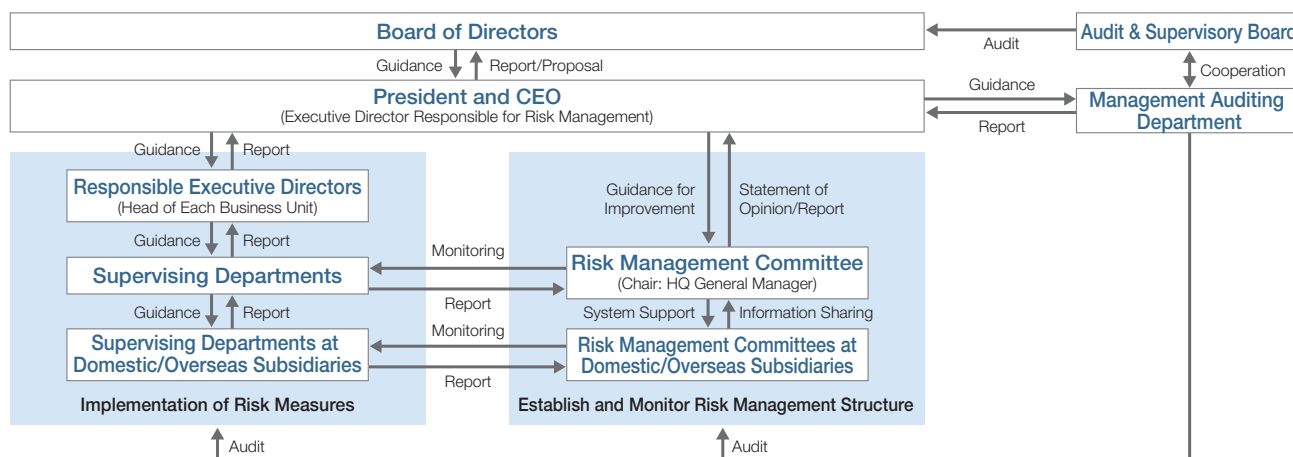 Board of Directors
Audit
Audit & Supervisory Board
Guidance
Report/Proposal
Cooperation
President and CEO
(Executive Director Responsible for Risk Management)
Guidance
Report
Management Auditing
Department
Guidance
Report
Responsible Executive Directors
(Head of Each Business Unit)
Guidance for
Improvement
Statement of
Opinion/Report
Guidance
Report
Monitoring
Supervising Departments
Report
Risk Management Committee
(Chair: HQ General Manager)
Guidance
Report
System Support
Information Sharing
Monitoring
Supervising Departments at
Domestic/Overseas Subsidiaries
Report
Risk Management Committees at
Domestic/Overseas Subsidiaries
Implementation of Risk Measures
Establish and Monitor Risk Management Structure
Audit
Audit